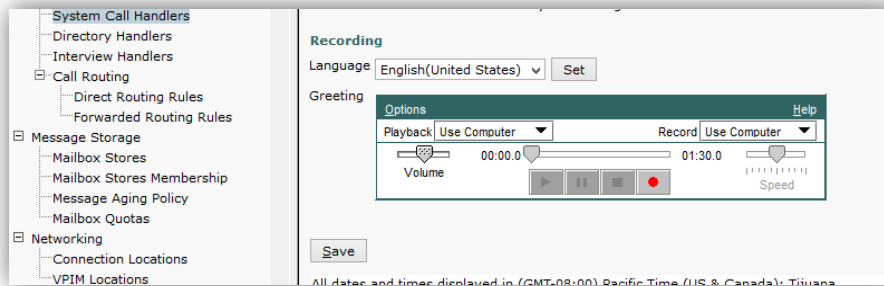 System Call Handlers
Directory Handlers
Interview Handlers
Call Routing
Direct Routing Rules
Forwarded Routing Rules
Message Storage
Mailbox Stores
Mailbox Stores Membership
Message Aging Policy
Mailbox Quotas
Networking
Connection Locations
VPIM Locations
Recording
Language English(United States) Set
Greeting
Options Help
Playback Use Computer Record Use Computer
00:00.0 01:30.0
Volume Speed
Save
All dates and times displayed in (GMT-08:00) Pacific Time (US & Canada); Tijuana